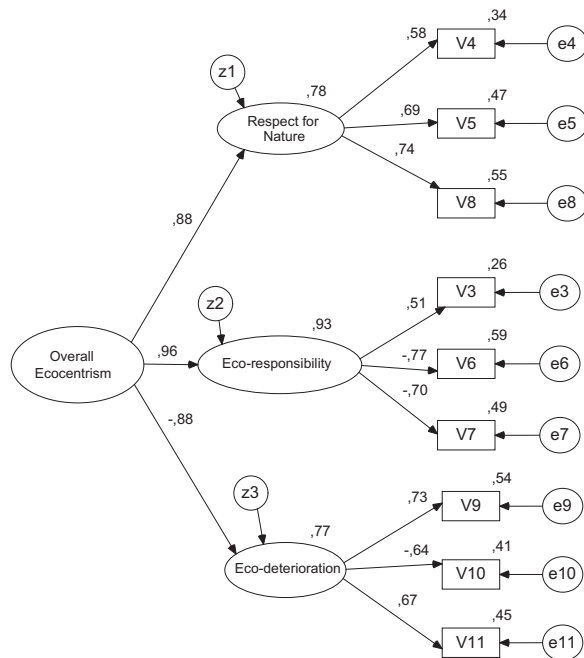 ,34
,58
V4
e4
z1
,78
,47
Respect for
Nature
,69
V5
e5
,74
,55
V8
e8
,88
,26
z2
,51
V3
e3
,93
,59
Overall
Ecocentrism
,96
Eco-responsibility
-,77
V6
e6
-,70
,49
V7
e7
-,88
z3
,54
,73
V9
e9
,77
-,64
,41
Eco-deterioration
V10
e10
,67
,45
V11
e11